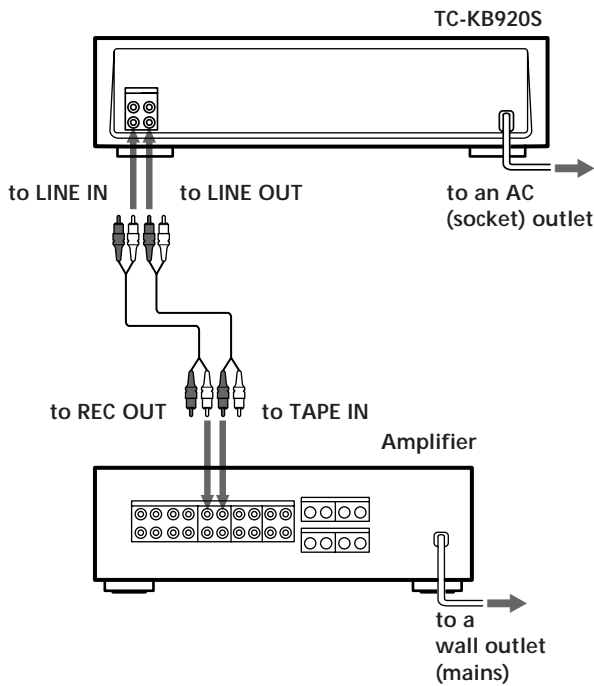 TC-KB920S
to LINE IN
to LINE OUT
to an AC
(socket) outlet
to REC OUT
to TAPE IN
Amplifier
to a
wall outlet
(mains)